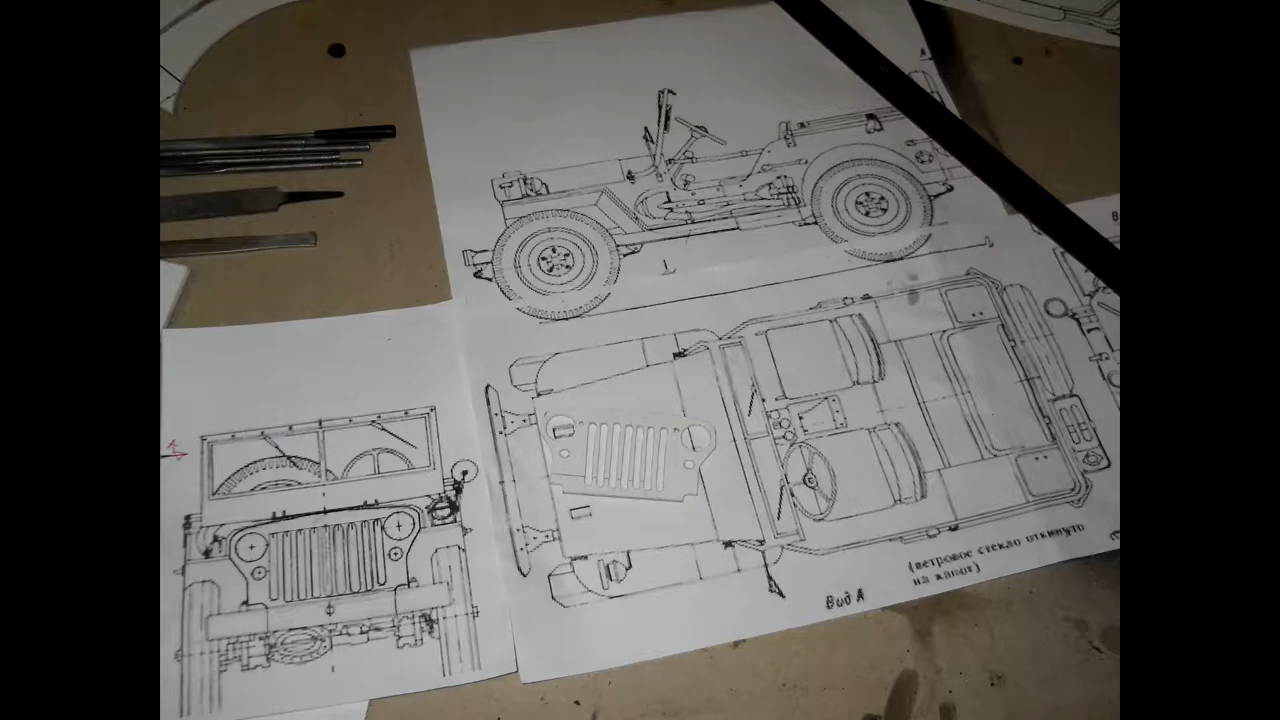 А
А
(ветровое стекло откинуто
на капот)
Вид А